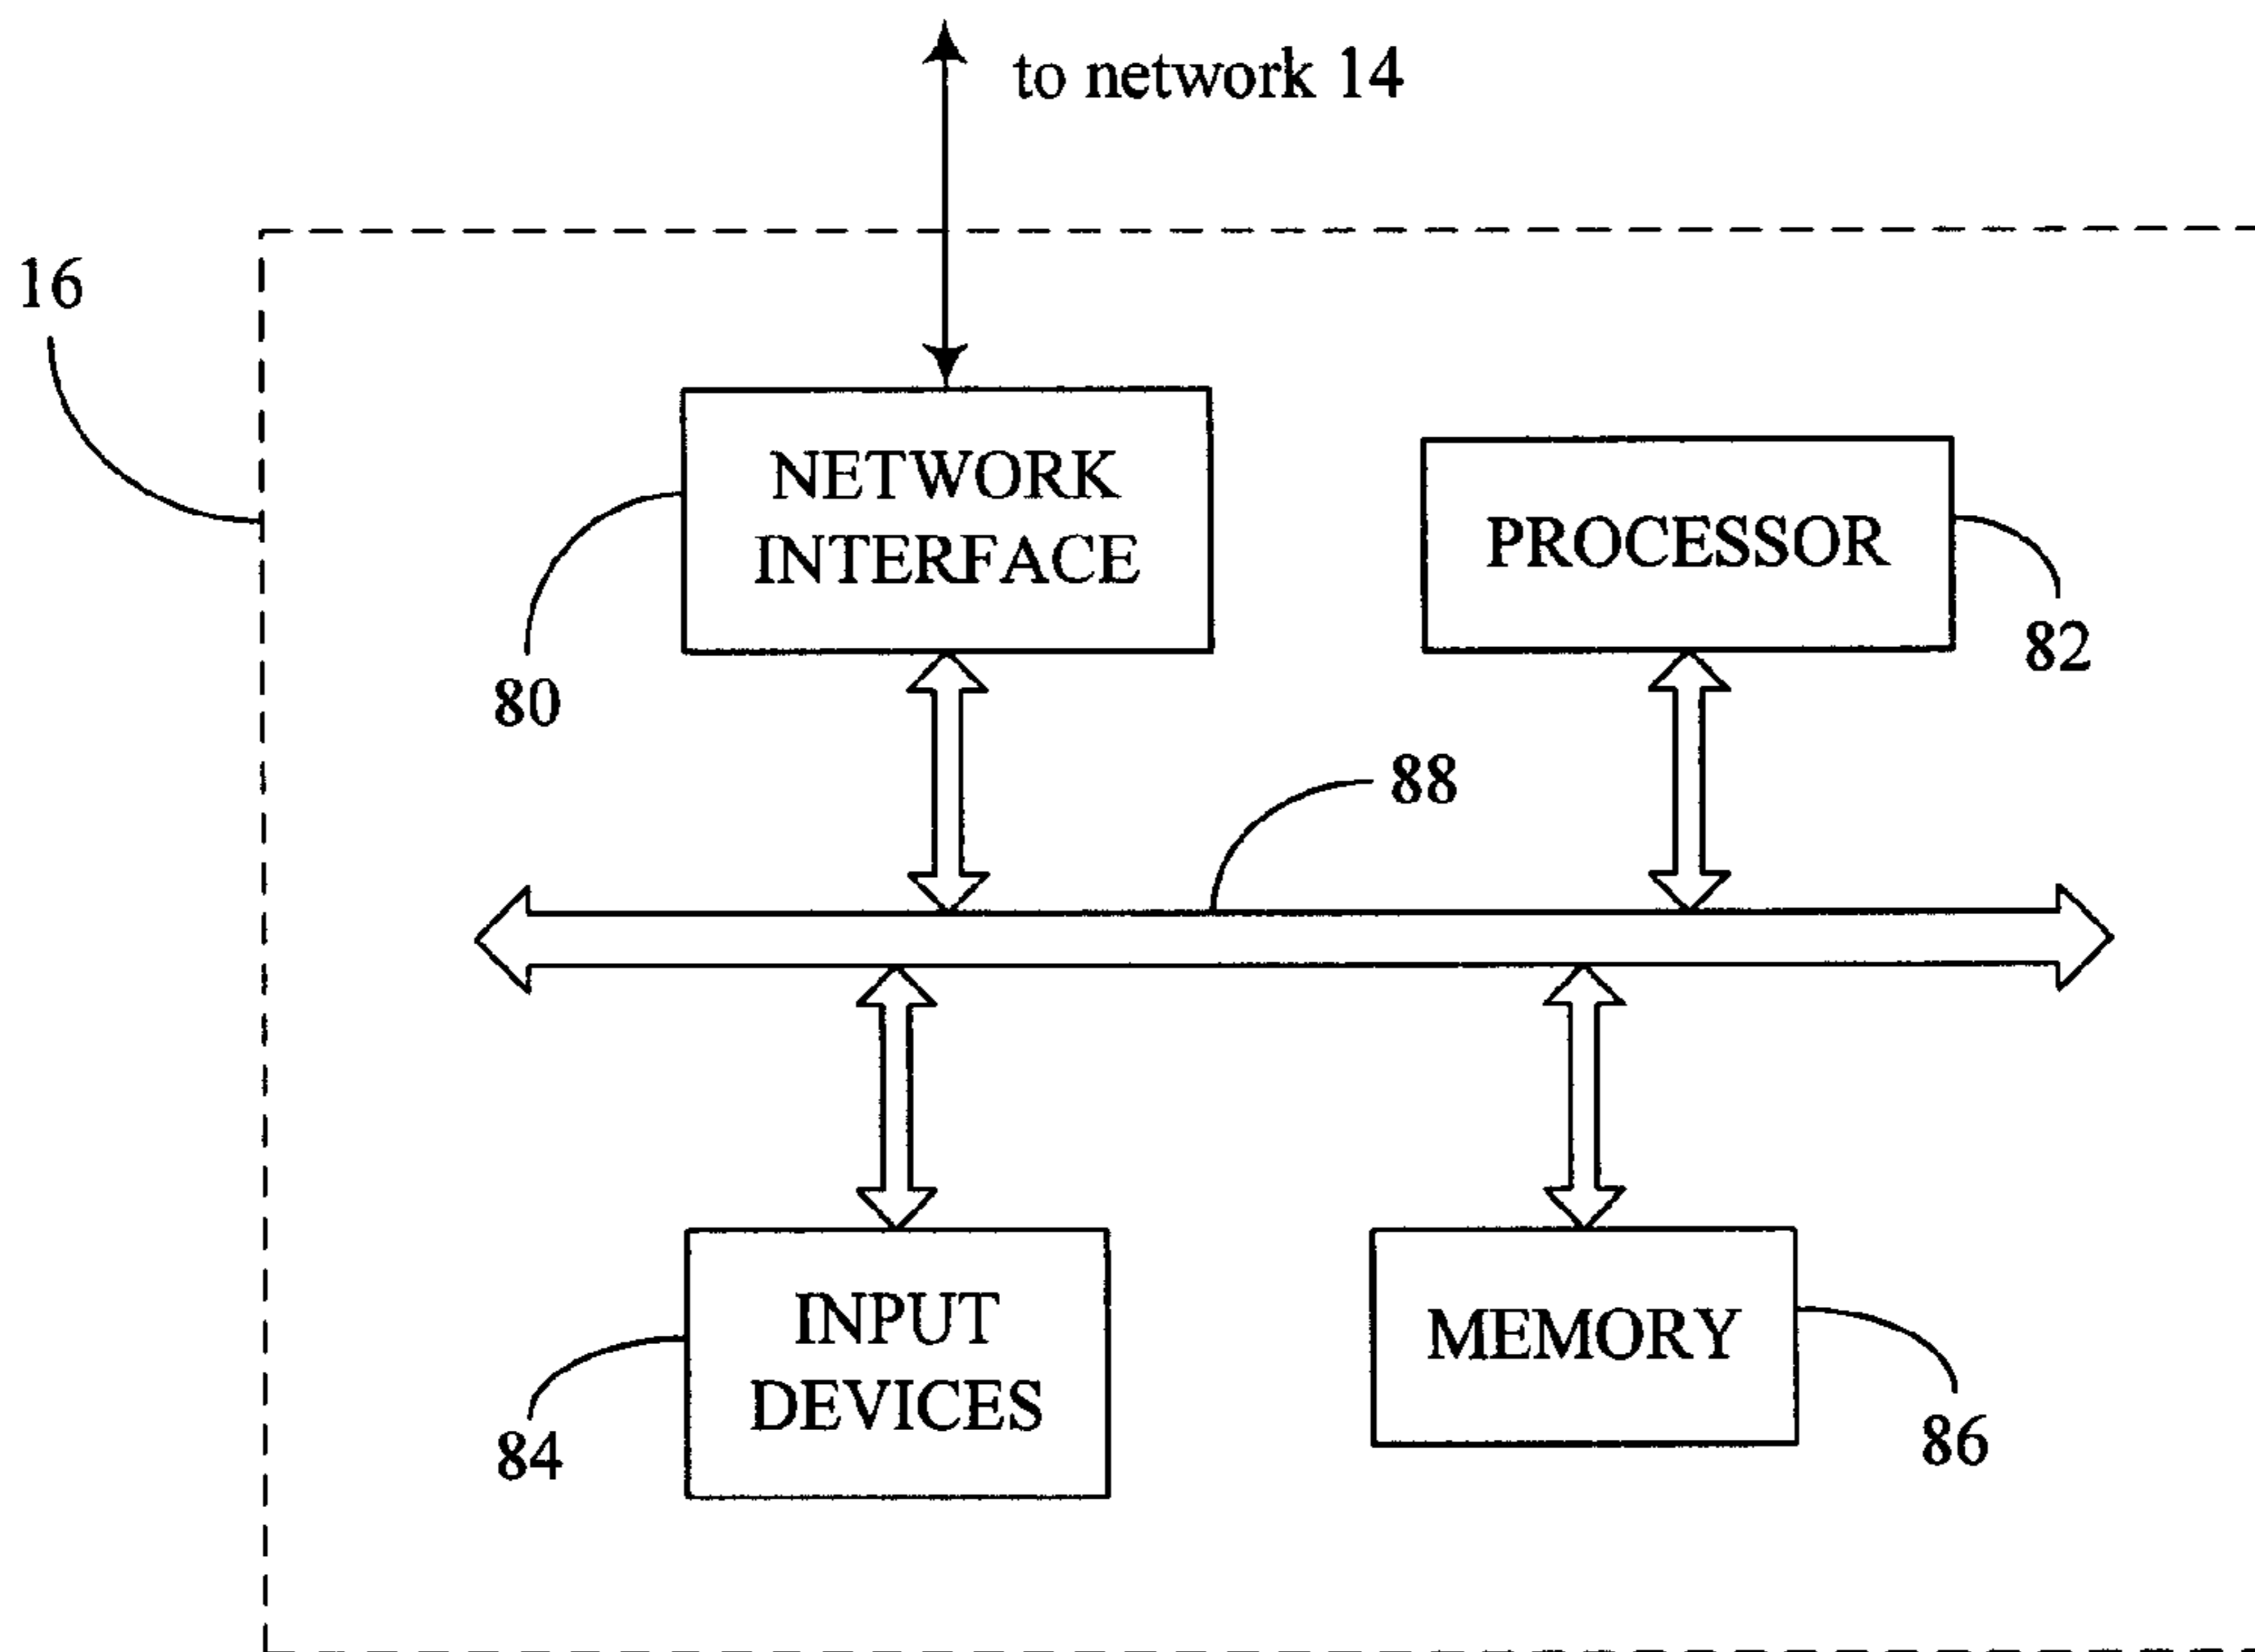 to network 14
16
NETWORK
INTERFACE
PROCESSOR
80
82
88
INPUT
DEVICES
MEMORY
84
86